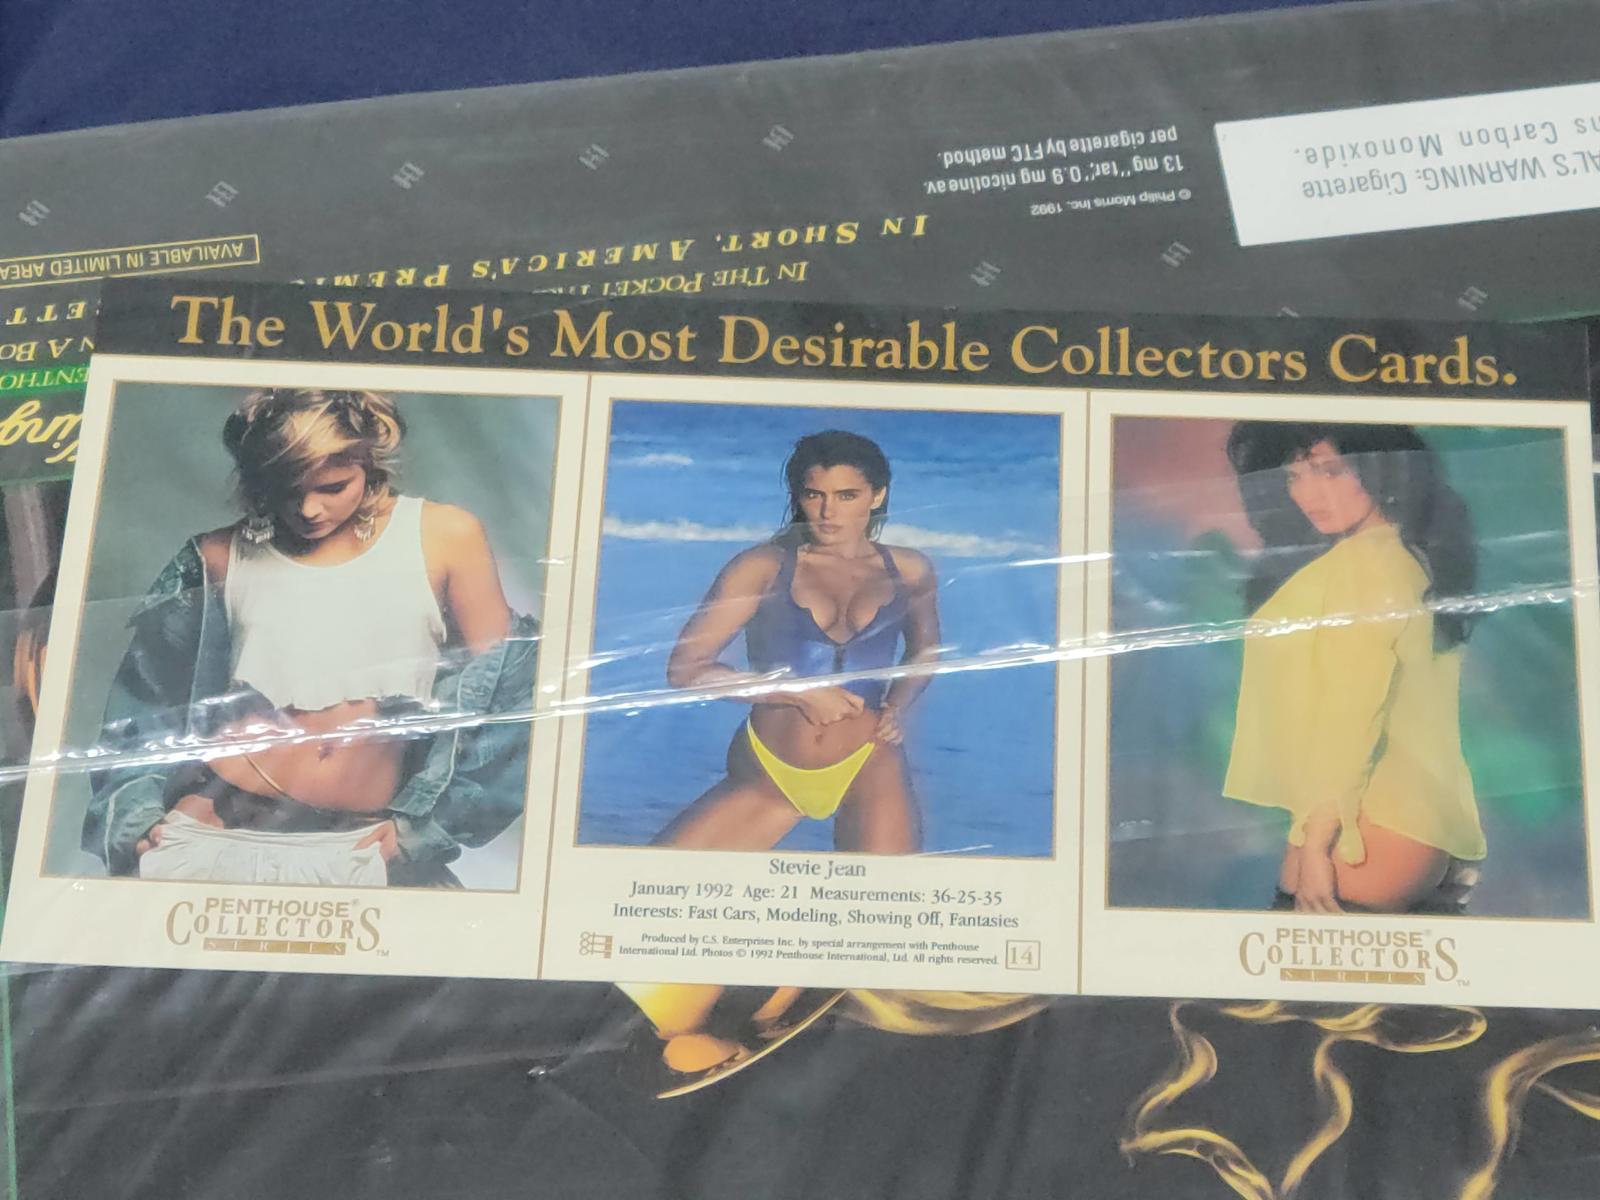 The World's Most Desirable Collectors Cards.
PENTHOUSE®
COLLECTORS
SERIES™
Stevie Jean
January 1992 Age: 21 Measurements: 36-25-35
Interests: Fast Cars, Modeling, Showing Off, Fantasies
Produced by C.S. Enterprises Inc. by special arrangement with Penthouse
International Ltd. Photos © 1992 Penthouse International, Ltd. All rights reserved.
14
PENTHOUSE®
COLLECTORS
SERIES™
AL'S WARNING: Cigarette
ns Carbon Monoxide.
© Philip Morris Inc. 1992
13 mg "tar," 0.9 mg nicotine av.
per cigarette by FTC method.
IN THE POCKET
IN SHORT, AMERICA'S PREMI
AVAILABLE IN LIMITED AREA